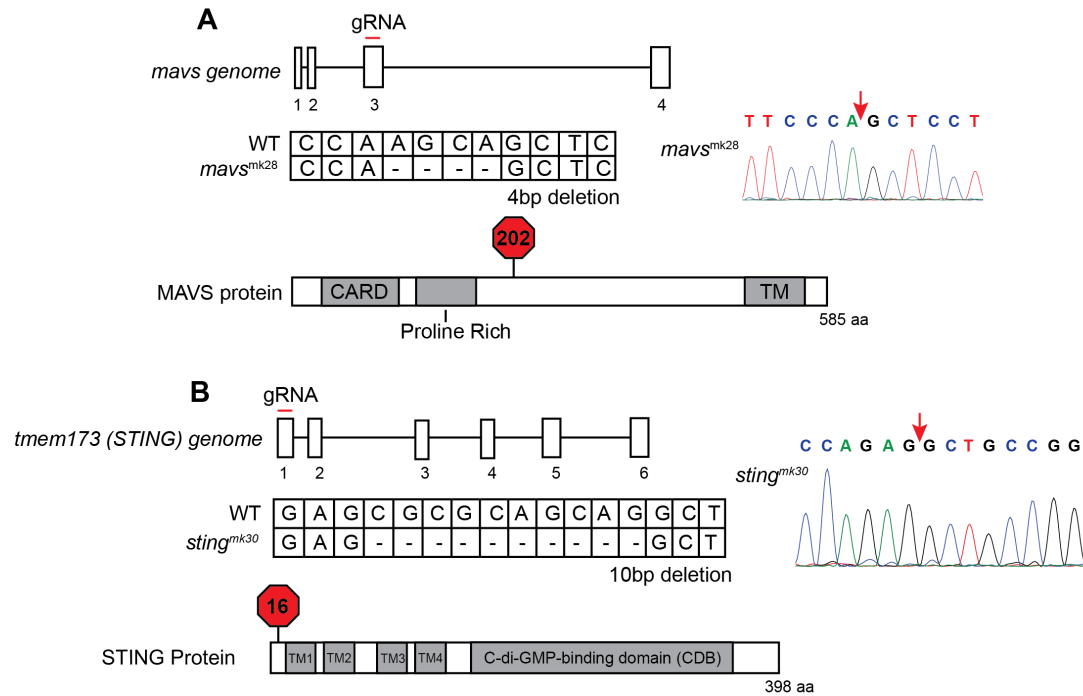 A
gRNA
mavs genome
1 2 3 4
WT C C A A G C A G C T C
mavsmk28 C C A - - - - G C T C
4bp deletion
T T C C C A G C T C C T
mavsmk28
202
MAVS protein CARD TM
Proline Rich
585 aa
B
gRNA
tmem173 (STING) genome
1 2 3 4 5 6
WT G A G C G C G C A G C A G G C T
stingmk30 G A G - - - - - - - - - - G C T
10bp deletion
C C A G A G G C T G C C G G
stingmk30
16
STING Protein TM1 TM2 TM3 TM4 C-di-GMP-binding domain (CDB)
398 aa